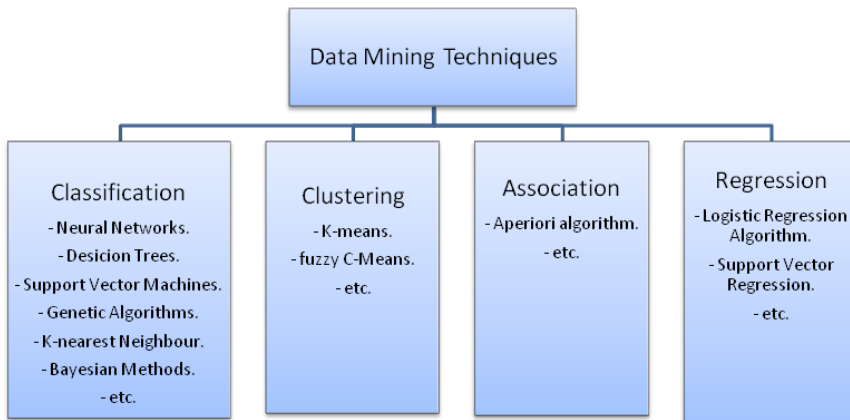 Data Mining Techniques
Classification
- Neural Networks.
- Desicion Trees.
- Support Vector Machines.
- Genetic Algorithms.
- K-nearest Neighbour.
- Bayesian Methods.
- etc.
Clustering
- K-means.
- fuzzy C-Means.
- etc.
Association
- Aperiori algorithm.
- etc.
Regression
- Logistic Regression
Algorithm.
- Support Vector
Regression.
- etc.